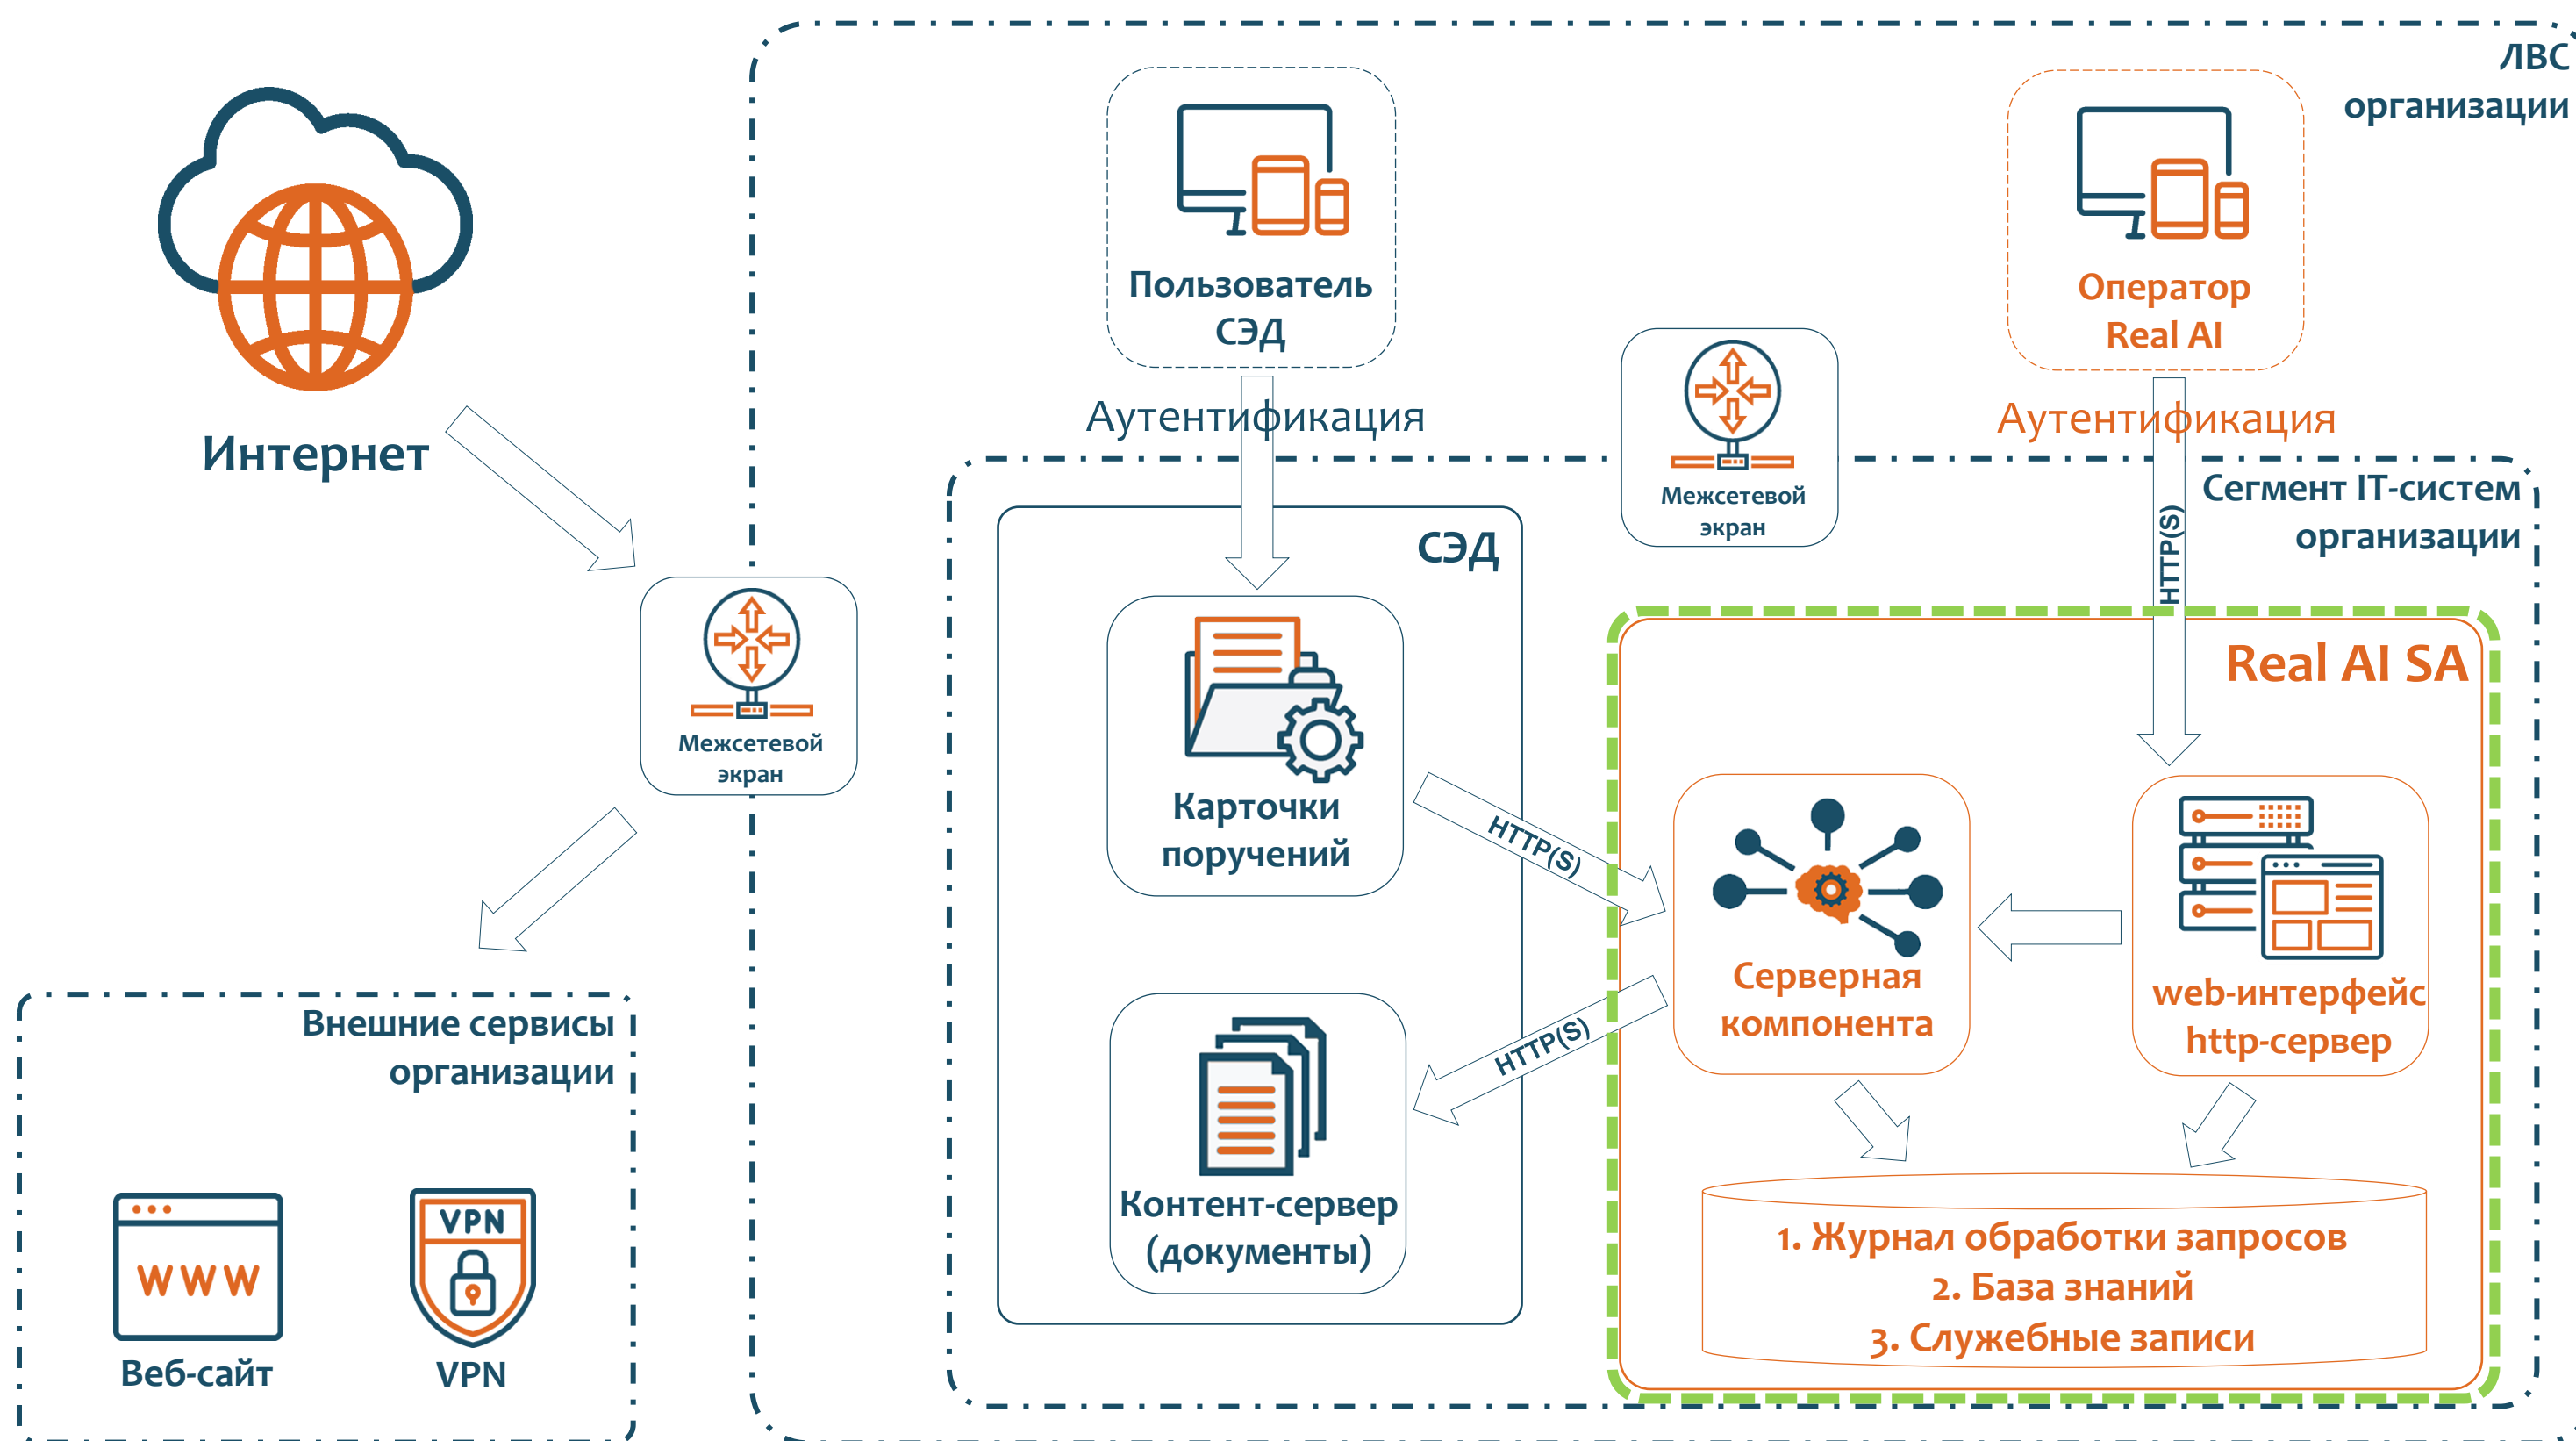 ЛВС
организации
Интернет
Пользователь
СЭД
Аутентификация
Оператор
Real AI
Аутентификация
HTTP(S)
Межсетевой
экран
Межсетевой
экран
Сегмент IT-систем
организации
СЭД
Карточки
поручений
HTTP(S)
HTTP(S)
Контент-сервер
(документы)
Real AI SA
Серверная
компонента
web-интерфейс
http-сервер
1. Журнал обработки запросов
2. База знаний
3. Служебные записи
Внешние сервисы
организации
WWW
Веб-сайт
VPN
VPN